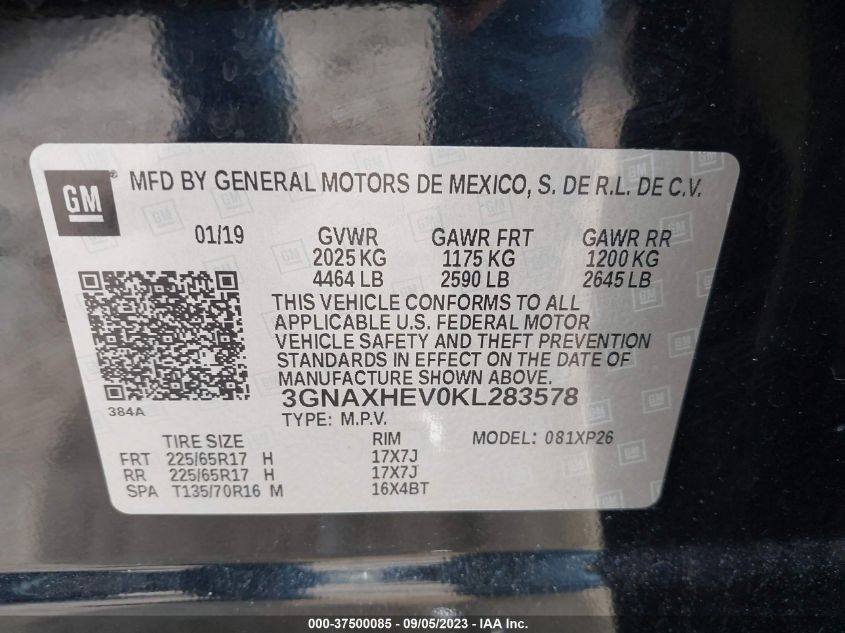 GM ® MFD BY GENERAL MOTORS DE MEXICO, S. DE R.L. DE C.V.
01/19 GVWR GAWR FRT GAWR RR
2025 KG 1175 KG 1200 KG
4464 LB 2590 LB 2645 LB
THIS VEHICLE CONFORMS TO ALL
APPLICABLE U.S. FEDERAL MOTOR
VEHICLE SAFETY AND THEFT PREVENTION
STANDARDS IN EFFECT ON THE DATE OF
MANUFACTURE SHOWN ABOVE.
384A
3GNAXHEV0KL283578
TYPE: M.P.V.
TIRE SIZE RIM MODEL: 081XP26
FRT 225/65R17 H 17X7J
RR 225/65R17 H 17X7J
SPA T135/70R16 M 16X4BT
000-37500085 - 09/05/2023 - IAA Inc.